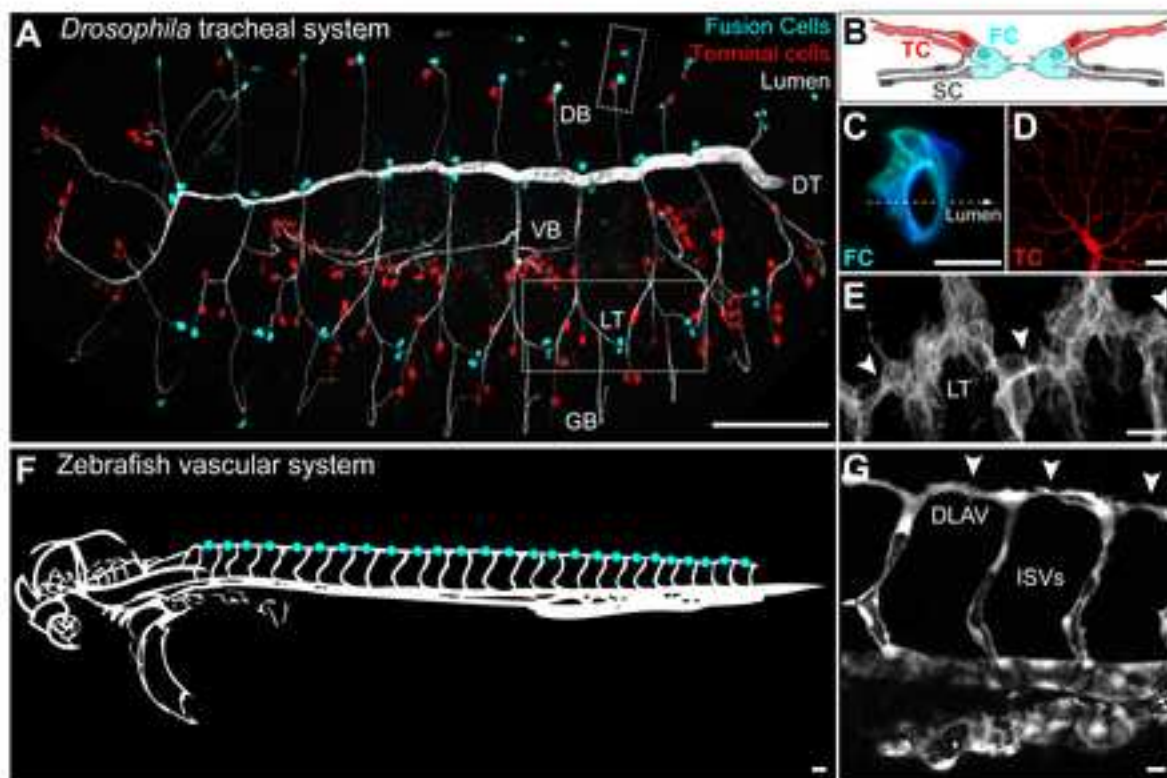 A Drosophila tracheal system
Fusion Cells
Terminal cells
Lumen
DB
DT
VB
LT
GB
B
TC
FC
SC
C
Lumen
FC
D
TC
E
LT
F Zebrafish vascular system
G
DLAV
ISVs